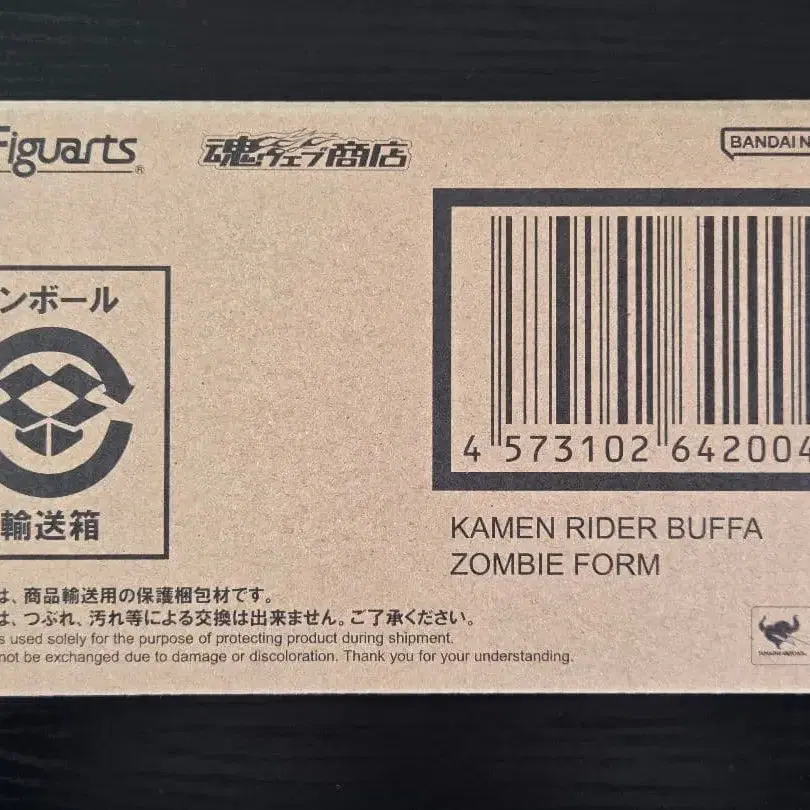 Figuarts
®
魂ウェブ商店
BANDAI N
ンボール
輸送箱
4 573102 642004
KAMEN RIDER BUFFA
ZOMBIE FORM
は、商品輸送用の保護梱包材です。
は、つぶれ、汚れ等による交換は出来ません。ご了承ください。
s used solely for the purpose of protecting product during shipment.
not be exchanged due to damage or discoloration. Thank you for your understanding.